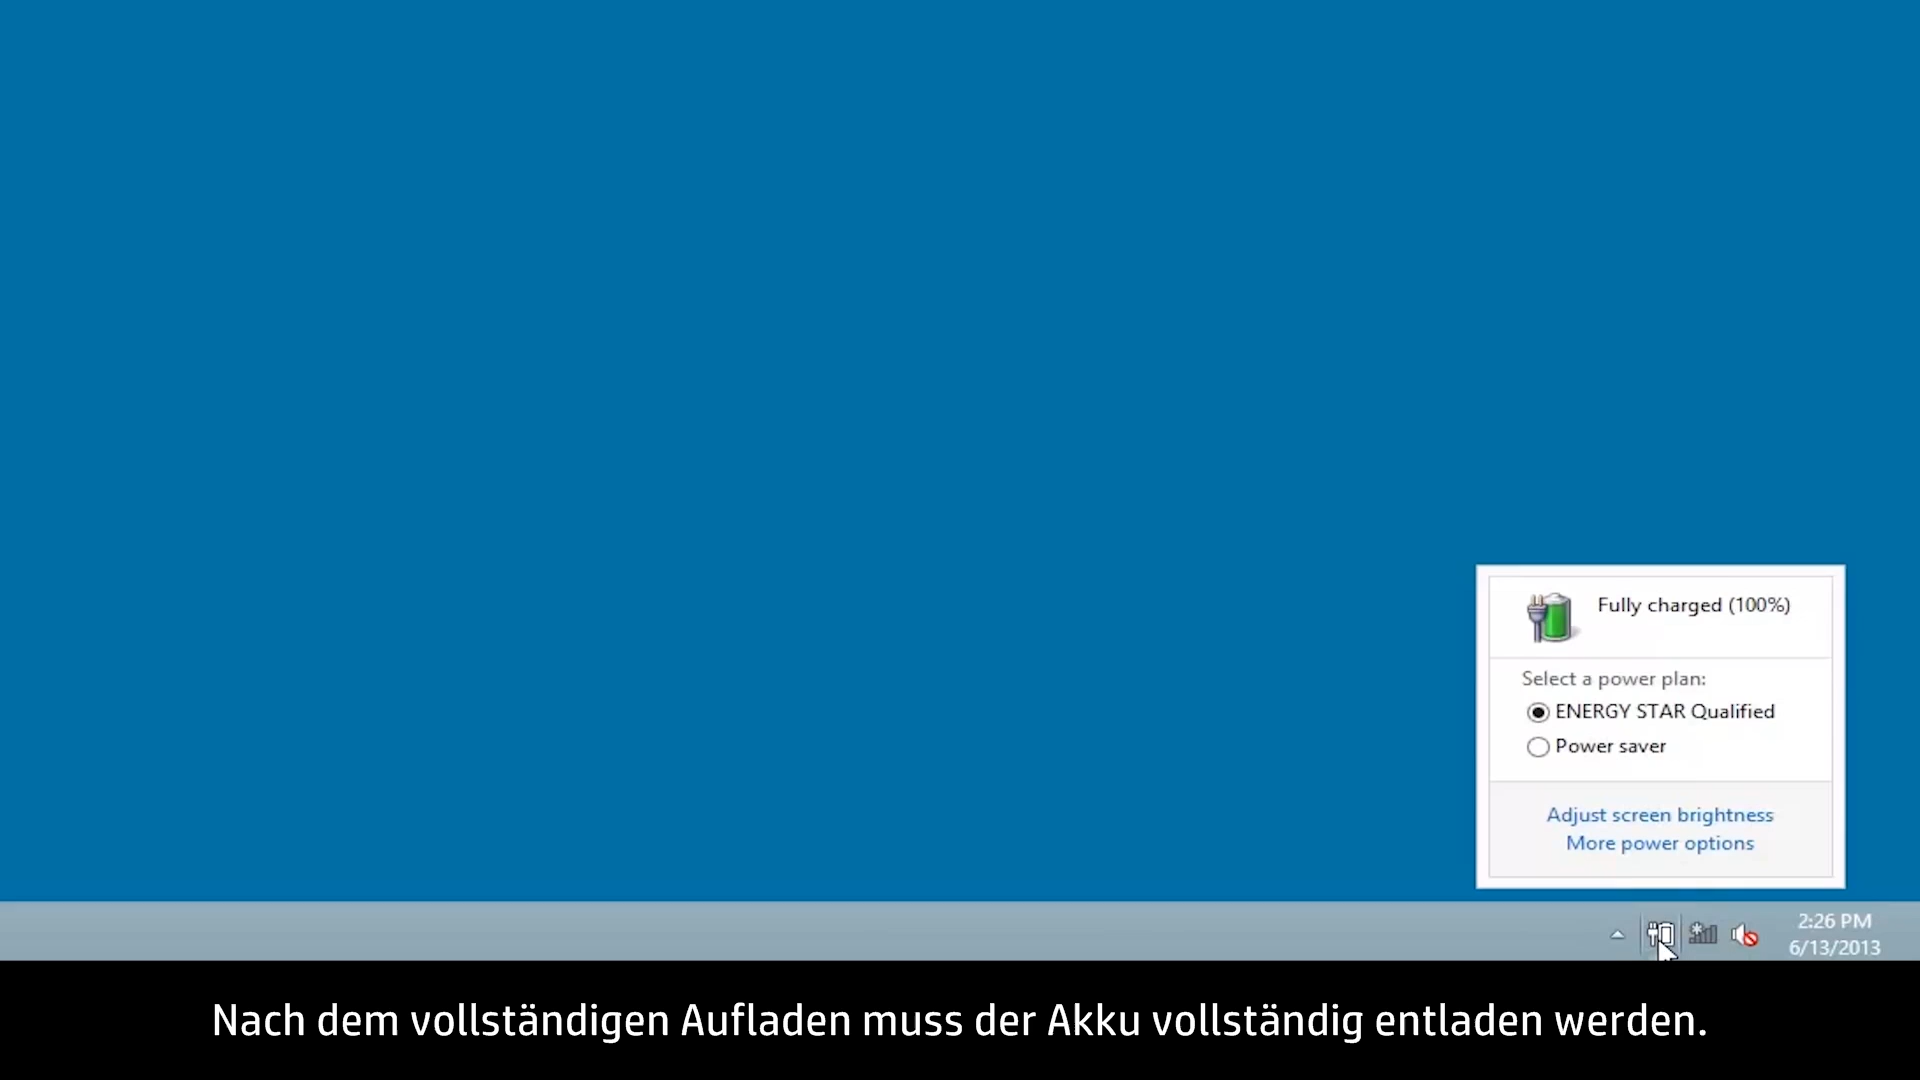 Fully charged (100%)
Select a power plan:
ENERGY STAR Qualified
Power saver
Adjust screen brightness
More power options
2:26 PM
6/13/2013
Nach dem vollständigen Aufladen muss der Akku vollständig entladen werden.